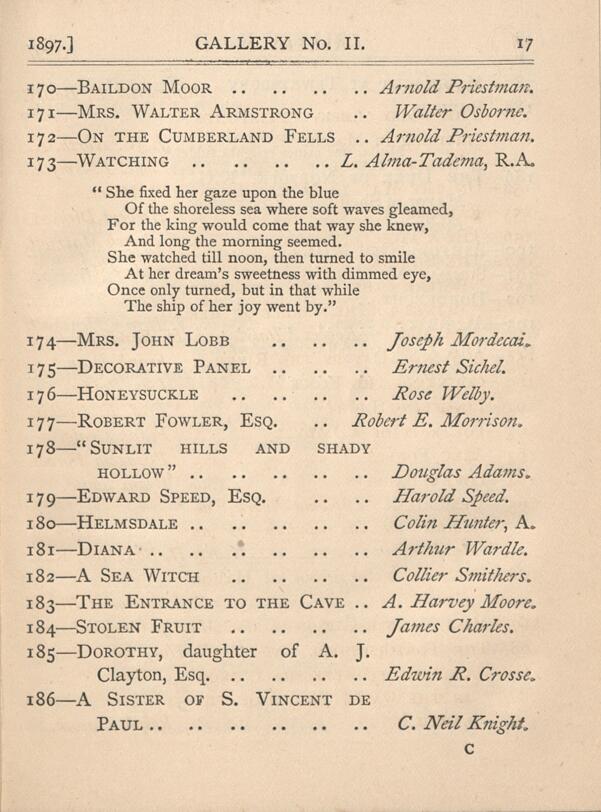 1897.] GALLERY No. II. 17
170—BAILDON MOOR .. .. .. .. Arnold Priestman.
171—MRS. WALTER ARMSTRONG .. Walter Osborne.
172—ON THE CUMBERLAND FELLS .. Arnold Priestman.
173—WATCHING .. .. .. .. L. Alma-Tadema, R.A.
“ She fixed her gaze upon the blue
Of the shoreless sea where soft waves gleamed,
For the king would come that way she knew,
And long the morning seemed.
She watched till noon, then turned to smile
At her dream’s sweetness with dimmed eye,
Once only turned, but in that while
The ship of her joy went by.”
174—MRS. JOHN LOBB .. .. .. Joseph Mordecai.
175—DECORATIVE PANEL .. .. .. Ernest Sichel.
176—HONEYSUCKLE .. .. .. .. Rose Welby.
177—ROBERT FOWLER, ESQ. .. Robert E. Morrison.
178—“SUNLIT HILLS AND SHADY
HOLLOW” .. .. .. .. .. Douglas Adams.
179—EDWARD SPEED, ESQ. .. .. Harold Speed.
180—HELMSDALE .. .. .. .. .. Colin Hunter, A.
181—DIANA .. .. .. .. .. .. Arthur Wardle.
182—A SEA WITCH .. .. .. .. Collier Smithers.
183—THE ENTRANCE TO THE CAVE .. A. Harvey Moore.
184—STOLEN FRUIT .. .. .. .. James Charles.
185—DOROTHY, daughter of A. J.
Clayton, Esq. .. .. .. .. .. Edwin R. Crosse.
186—A SISTER OF S. VINCENT DE
PAUL .. .. .. .. .. .. C. Neil Knight.
C